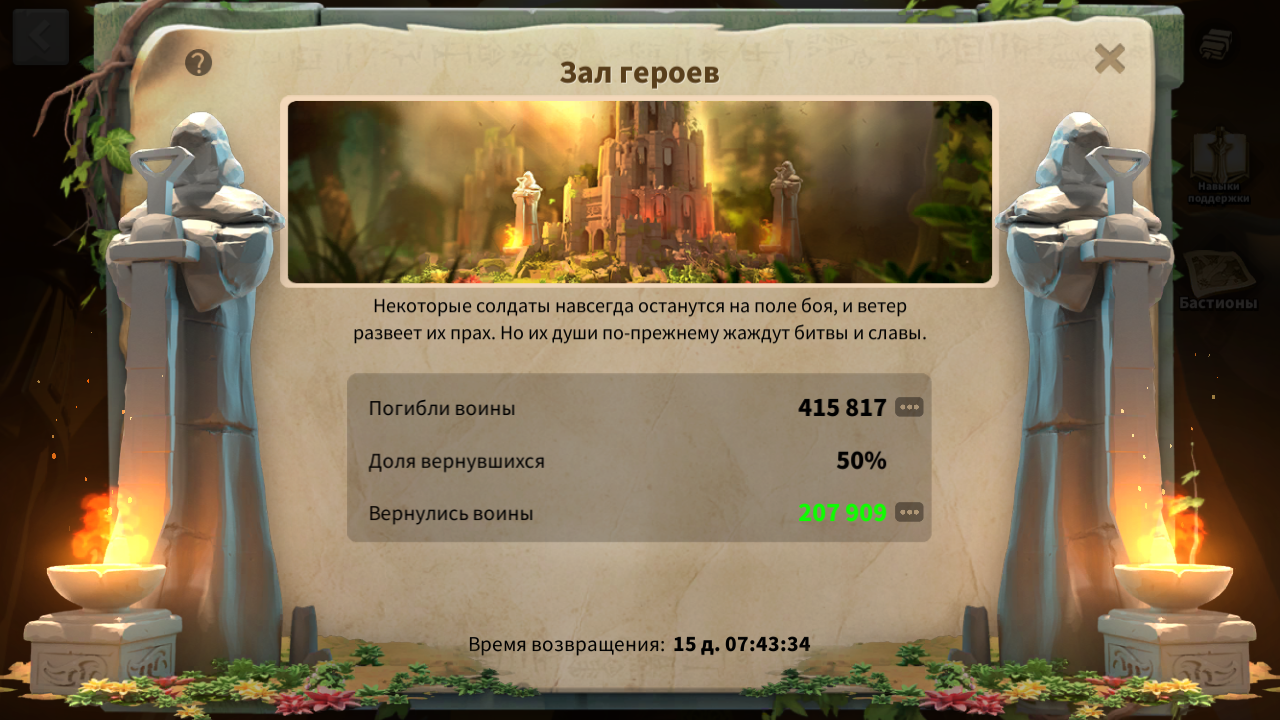 Зал героев
Некоторые солдаты навсегда останутся на поле боя, и ветер
развеет их прах. Но их души по-прежнему жаждут битвы и славы.
Погибли воины 415 817
Доля вернувшихся 50%
Вернулись воины 207 909
Время возвращения: 15 д. 07:43:34
Навыки
поддержки
Бастионы